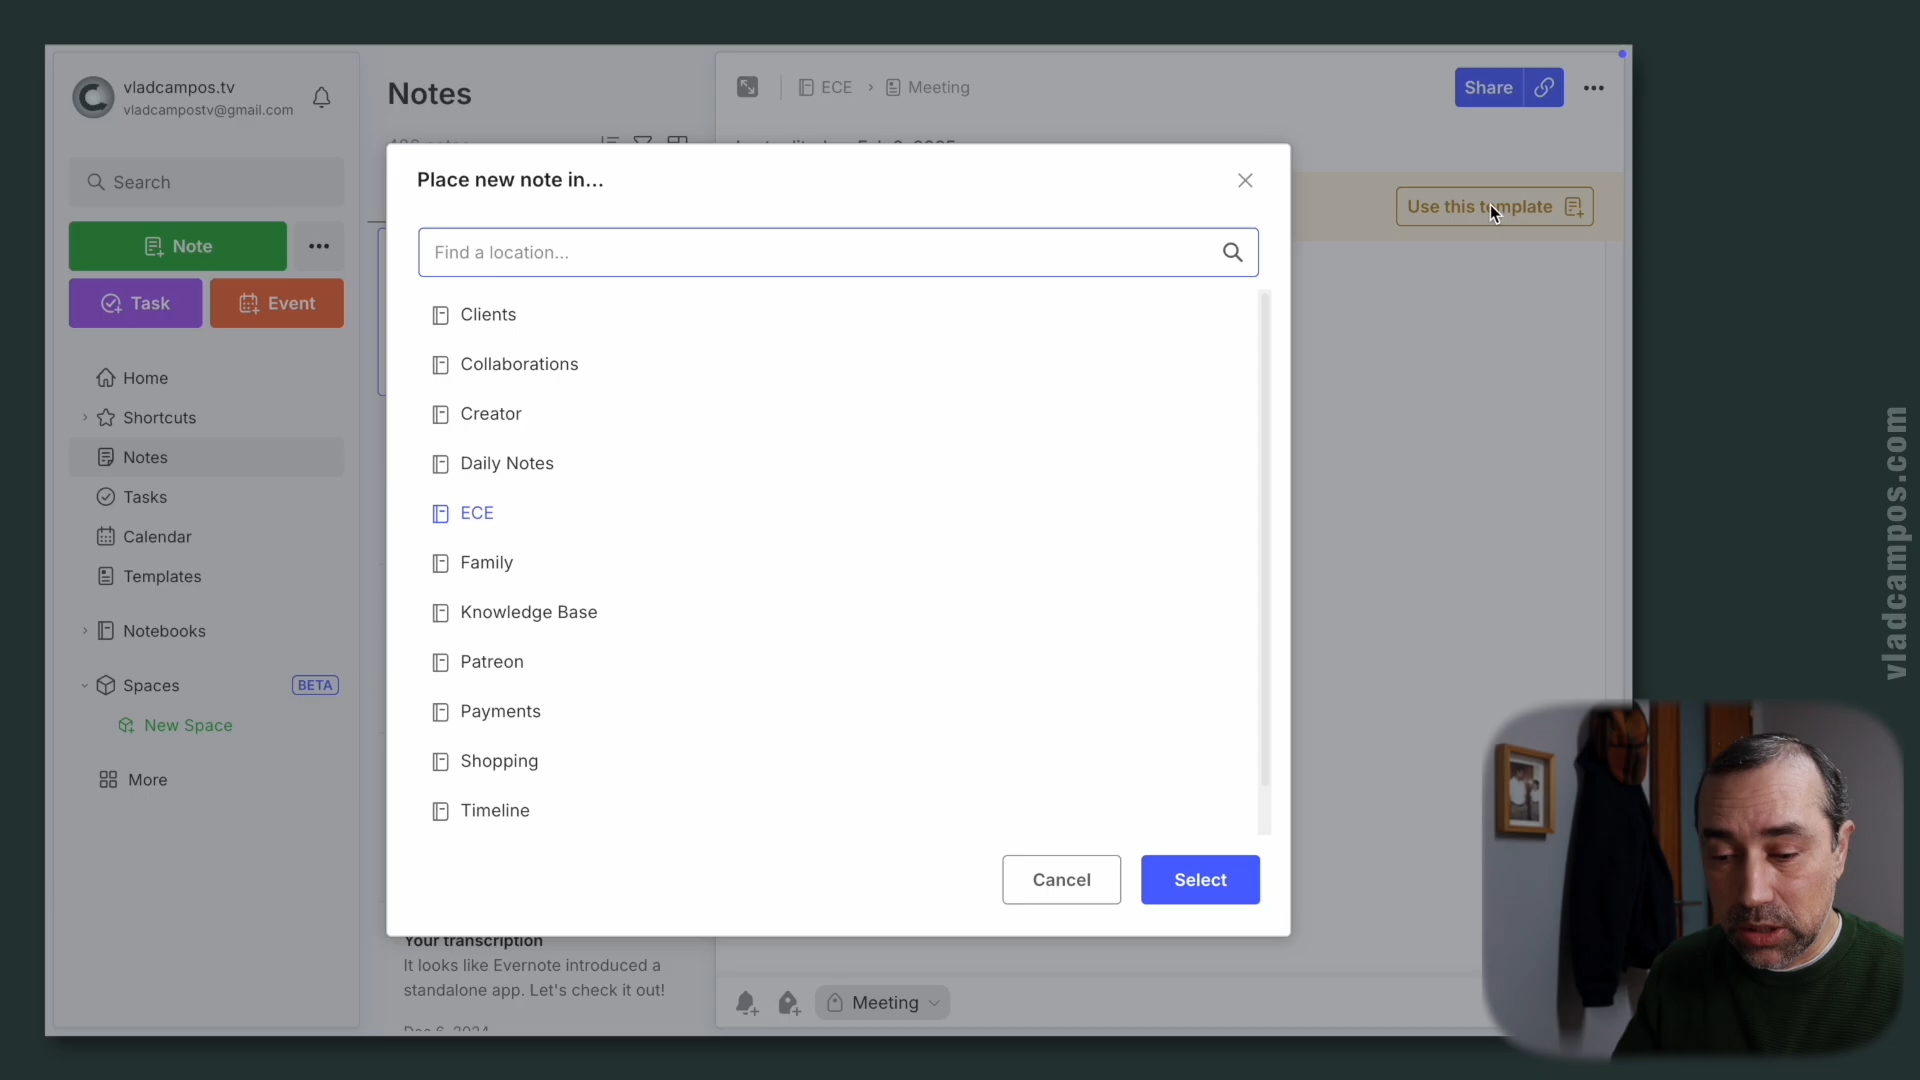 vladcampos.tv
vladcampostv@gmail.com
Search
Note
Task
Event
Home
Shortcuts
Notes
Tasks
Calendar
Templates
Notebooks
Spaces
BETA
New Space
More
Notes
ECE
Meeting
Share
Use this template
Place new note in...
Find a location...
Clients
Collaborations
Creator
Daily Notes
ECE
Family
Knowledge Base
Patreon
Payments
Shopping
Timeline
Cancel
Select
Your transcription
It looks like Evernote introduced a
standalone app. Let's check it out!
Dec 6, 2024
Meeting
vladcampos.com